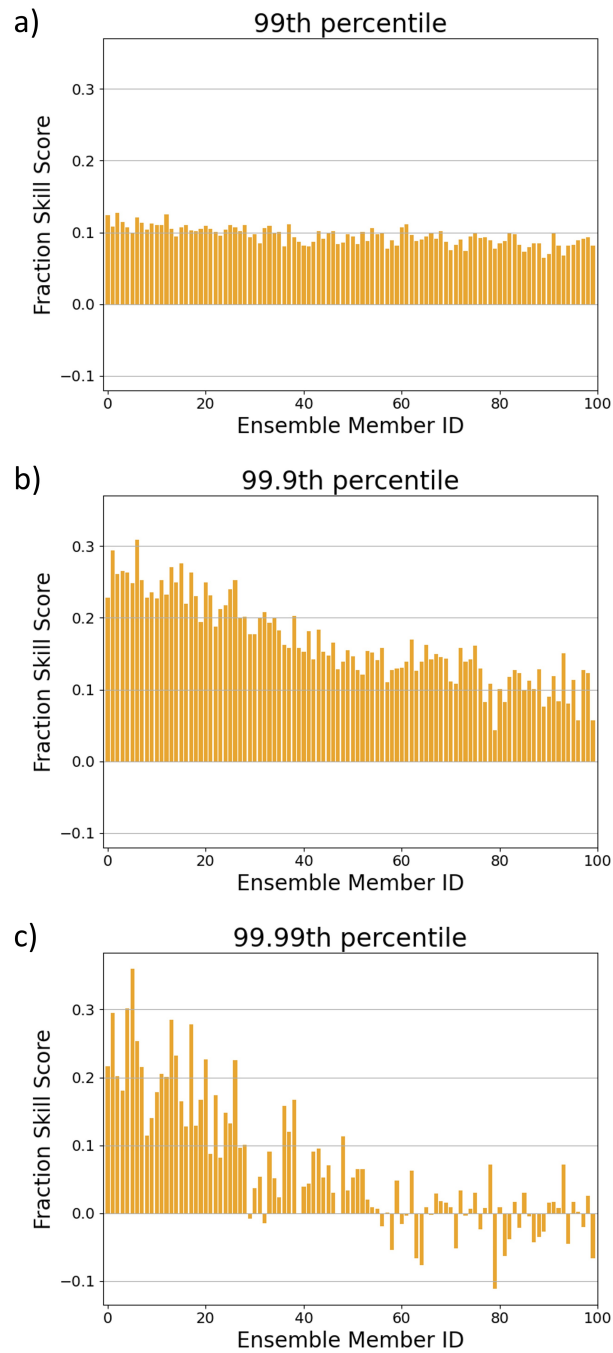 a)
99th percentile
Fraction Skill Score
0.3
0.2
0.1
0.0
−0.1
0 20 40 60 80 100
Ensemble Member ID
b)
99.9th percentile
Fraction Skill Score
0.3
0.2
0.1
0.0
−0.1
0 20 40 60 80 100
Ensemble Member ID
c)
99.99th percentile
Fraction Skill Score
0.3
0.2
0.1
0.0
−0.1
0 20 40 60 80 100
Ensemble Member ID